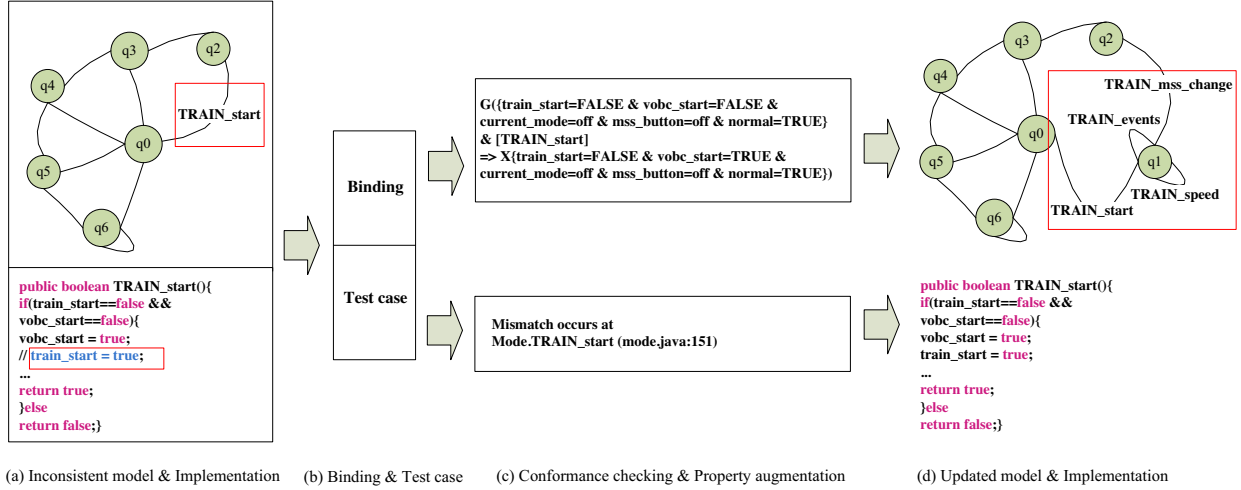 q3
q2
q4
TRAIN_start
q0
q5
q6
public boolean TRAIN_start(){
if(train_start==false &&
vobc_start==false){
vobc_start = true;
// train_start = true;
...
return true;
}else
return false;}
Binding
Test case
G({train_start=FALSE & vobc_start=FALSE &
current_mode=off & mss_button=off & normal=TRUE}
& [TRAIN_start]
=> X{train_start=FALSE & vobc_start=TRUE &
current_mode=off & mss_button=off & normal=TRUE})
Mismatch occurs at
Mode.TRAIN_start (mode.java:151)
q3
q2
q4
TRAIN_mss_change
TRAIN_events
q0
q5
q1
TRAIN_speed
TRAIN_start
q6
public boolean TRAIN_start(){
if(train_start==false &&
vobc_start==false){
vobc_start = true;
train_start = true;
...
return true;
}else
return false;}
(a) Inconsistent model & Implementation
(b) Binding & Test case
(c) Conformance checking & Property augmentation
(d) Updated model & Implementation